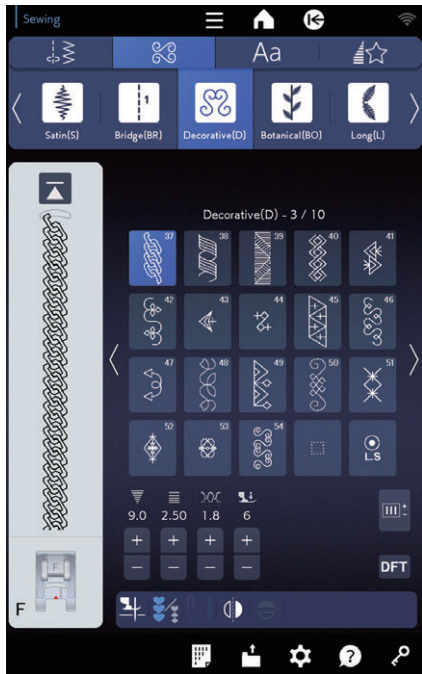 Sewing
Aa
Satin(S)
1
Bridge(BR)
Decorative(D)
Botanical(BO)
Long(L)
Decorative(D) - 3 / 10
37 38 39 40 41
42 43 44 45 46
47 48 49 50 51
52 53 54
L.S
9.0 2.50 1.8 6
+ + + +
− − − −
DFT
F
F
?